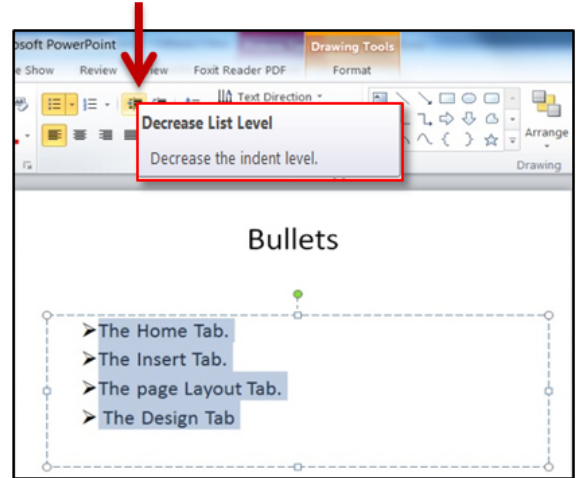 osoft PowerPoint
Drawing Tools
e Show Review View Foxit Reader PDF Format
Text Direction
Decrease List Level
Decrease the indent level.
Arrange
Drawing
Bullets
➢The Home Tab.
➢The Insert Tab.
➢The page Layout Tab.
➢ The Design Tab